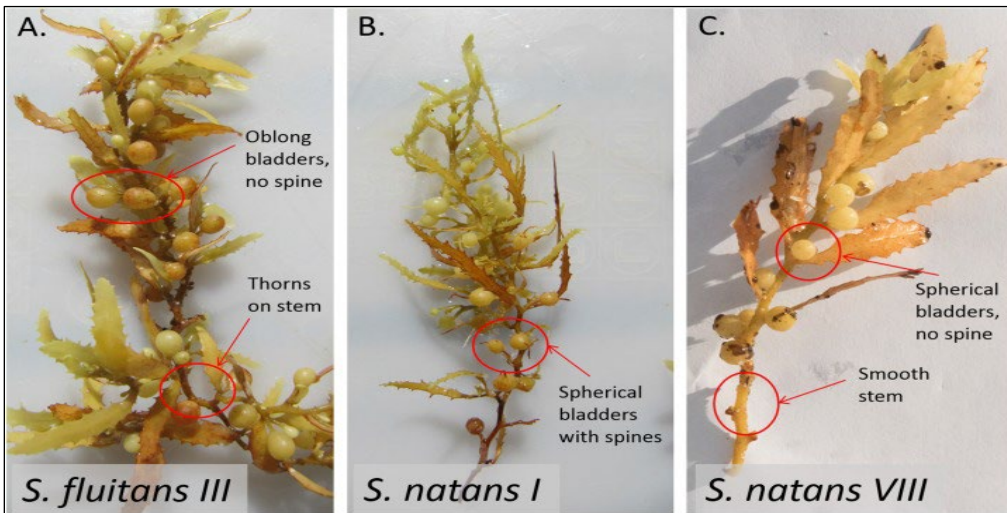 A.
Oblong
bladders,
no spine
Thorns
on stem
S. fluitans III
B.
Spherical
bladders
with spines
S. natans I
C.
Spherical
bladders,
no spine
Smooth
stem
S. natans VIII